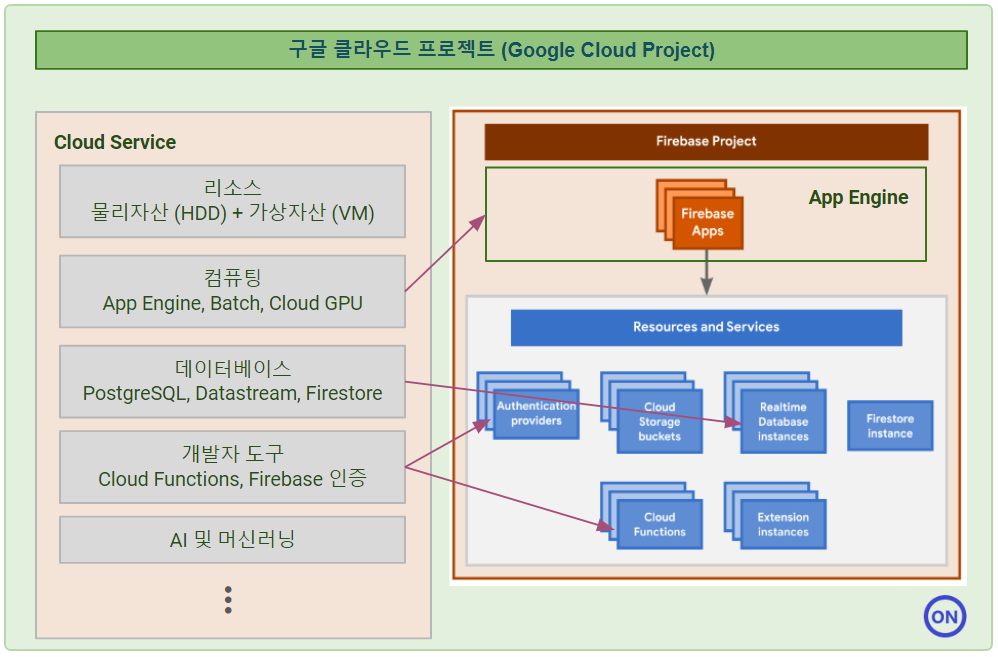 구글 클라우드 프로젝트 (Google Cloud Project)
Cloud Service
리소스
물리자산 (HDD) + 가상자산 (VM)
컴퓨팅
App Engine, Batch, Cloud GPU
데이터베이스
PostgreSQL, Datastream, Firestore
개발자 도구
Cloud Functions, Firebase 인증
AI 및 머신러닝
Firebase Project
App Engine
Firebase
Apps
Resources and Services
Authentication
providers
Cloud
Storage
buckets
Realtime
Database
instances
Firestore
instance
Cloud
Functions
Extension
instances
ON